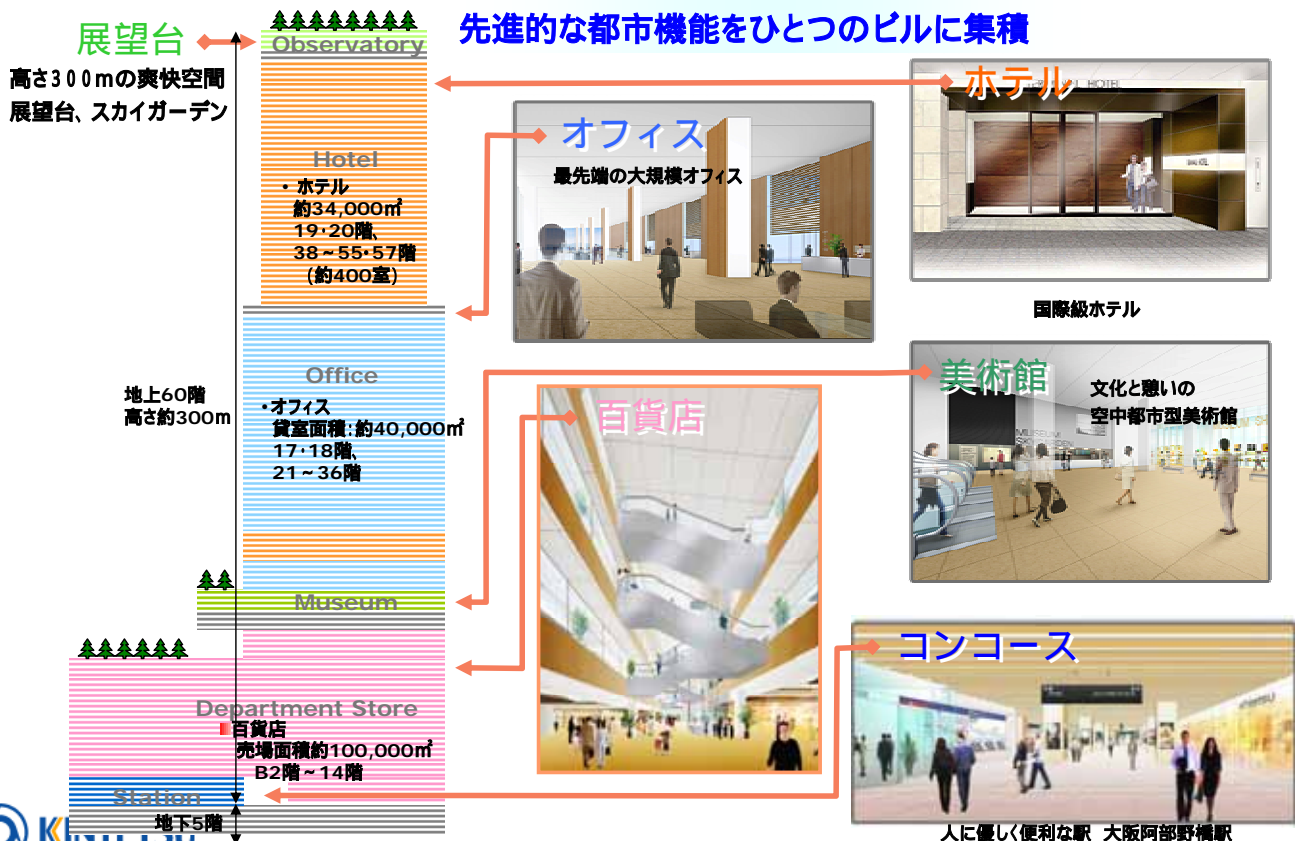 先進的な都市機能をひとつのビルに集積
展望台
高さ300mの爽快空間
展望台、スカイガーデン
Observatory
Hotel
・ホテル
約34,000㎡
19・20階、
38~55・57階
(約400室)
地上60階
高さ約300m
Office
・オフィス
貸室面積:約40,000㎡
17・18階、
21~36階
Museum
Department Store
百貨店
売場面積約100,000㎡
B2階~14階
Station
地下5階
オフィス
最先端の大規模オフィス
ホテル
HOTEL
国際級ホテル
美術館
文化と憩いの
空中都市型美術館
MUSEUM
百貨店
コンコース
人に優しく便利な駅 大阪阿部野橋駅